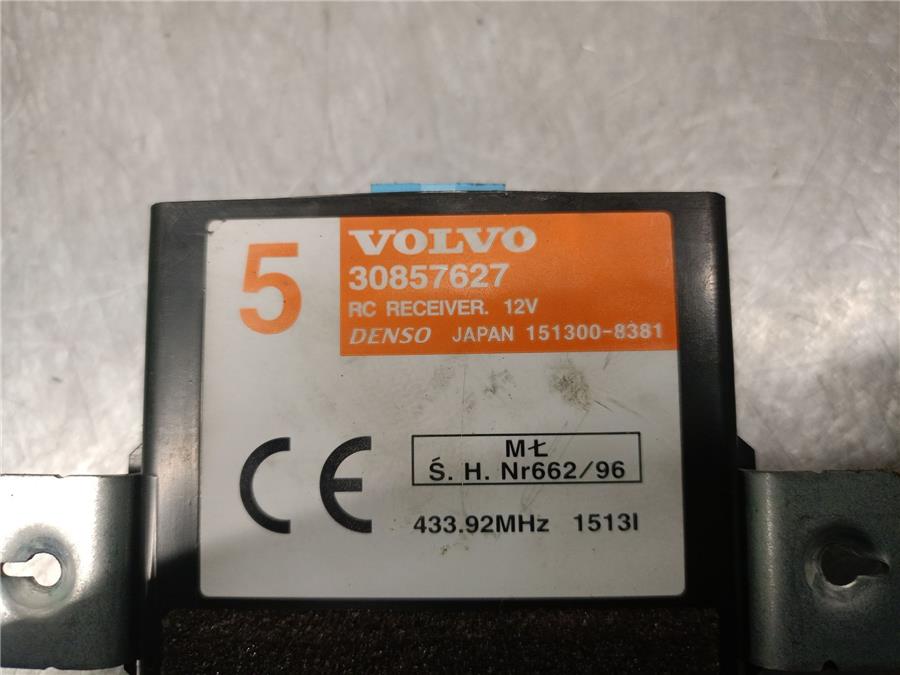 5
VOLVO
30857627
RC RECEIVER. 12V
DENSO JAPAN 151300-8381
CE
MŁ
Ś. H. Nr662/96
433.92MHz 1513I